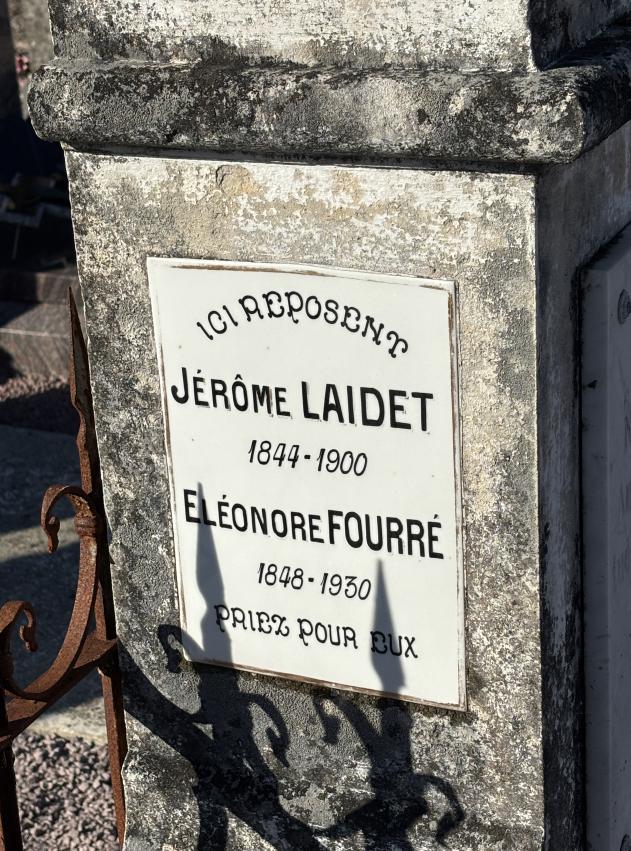 ICI REPOSENT
JÉRÔME LAIDET
1844-1900
ELÉONORE FOURRÉ
1848-1930
PRIEZ POUR EUX